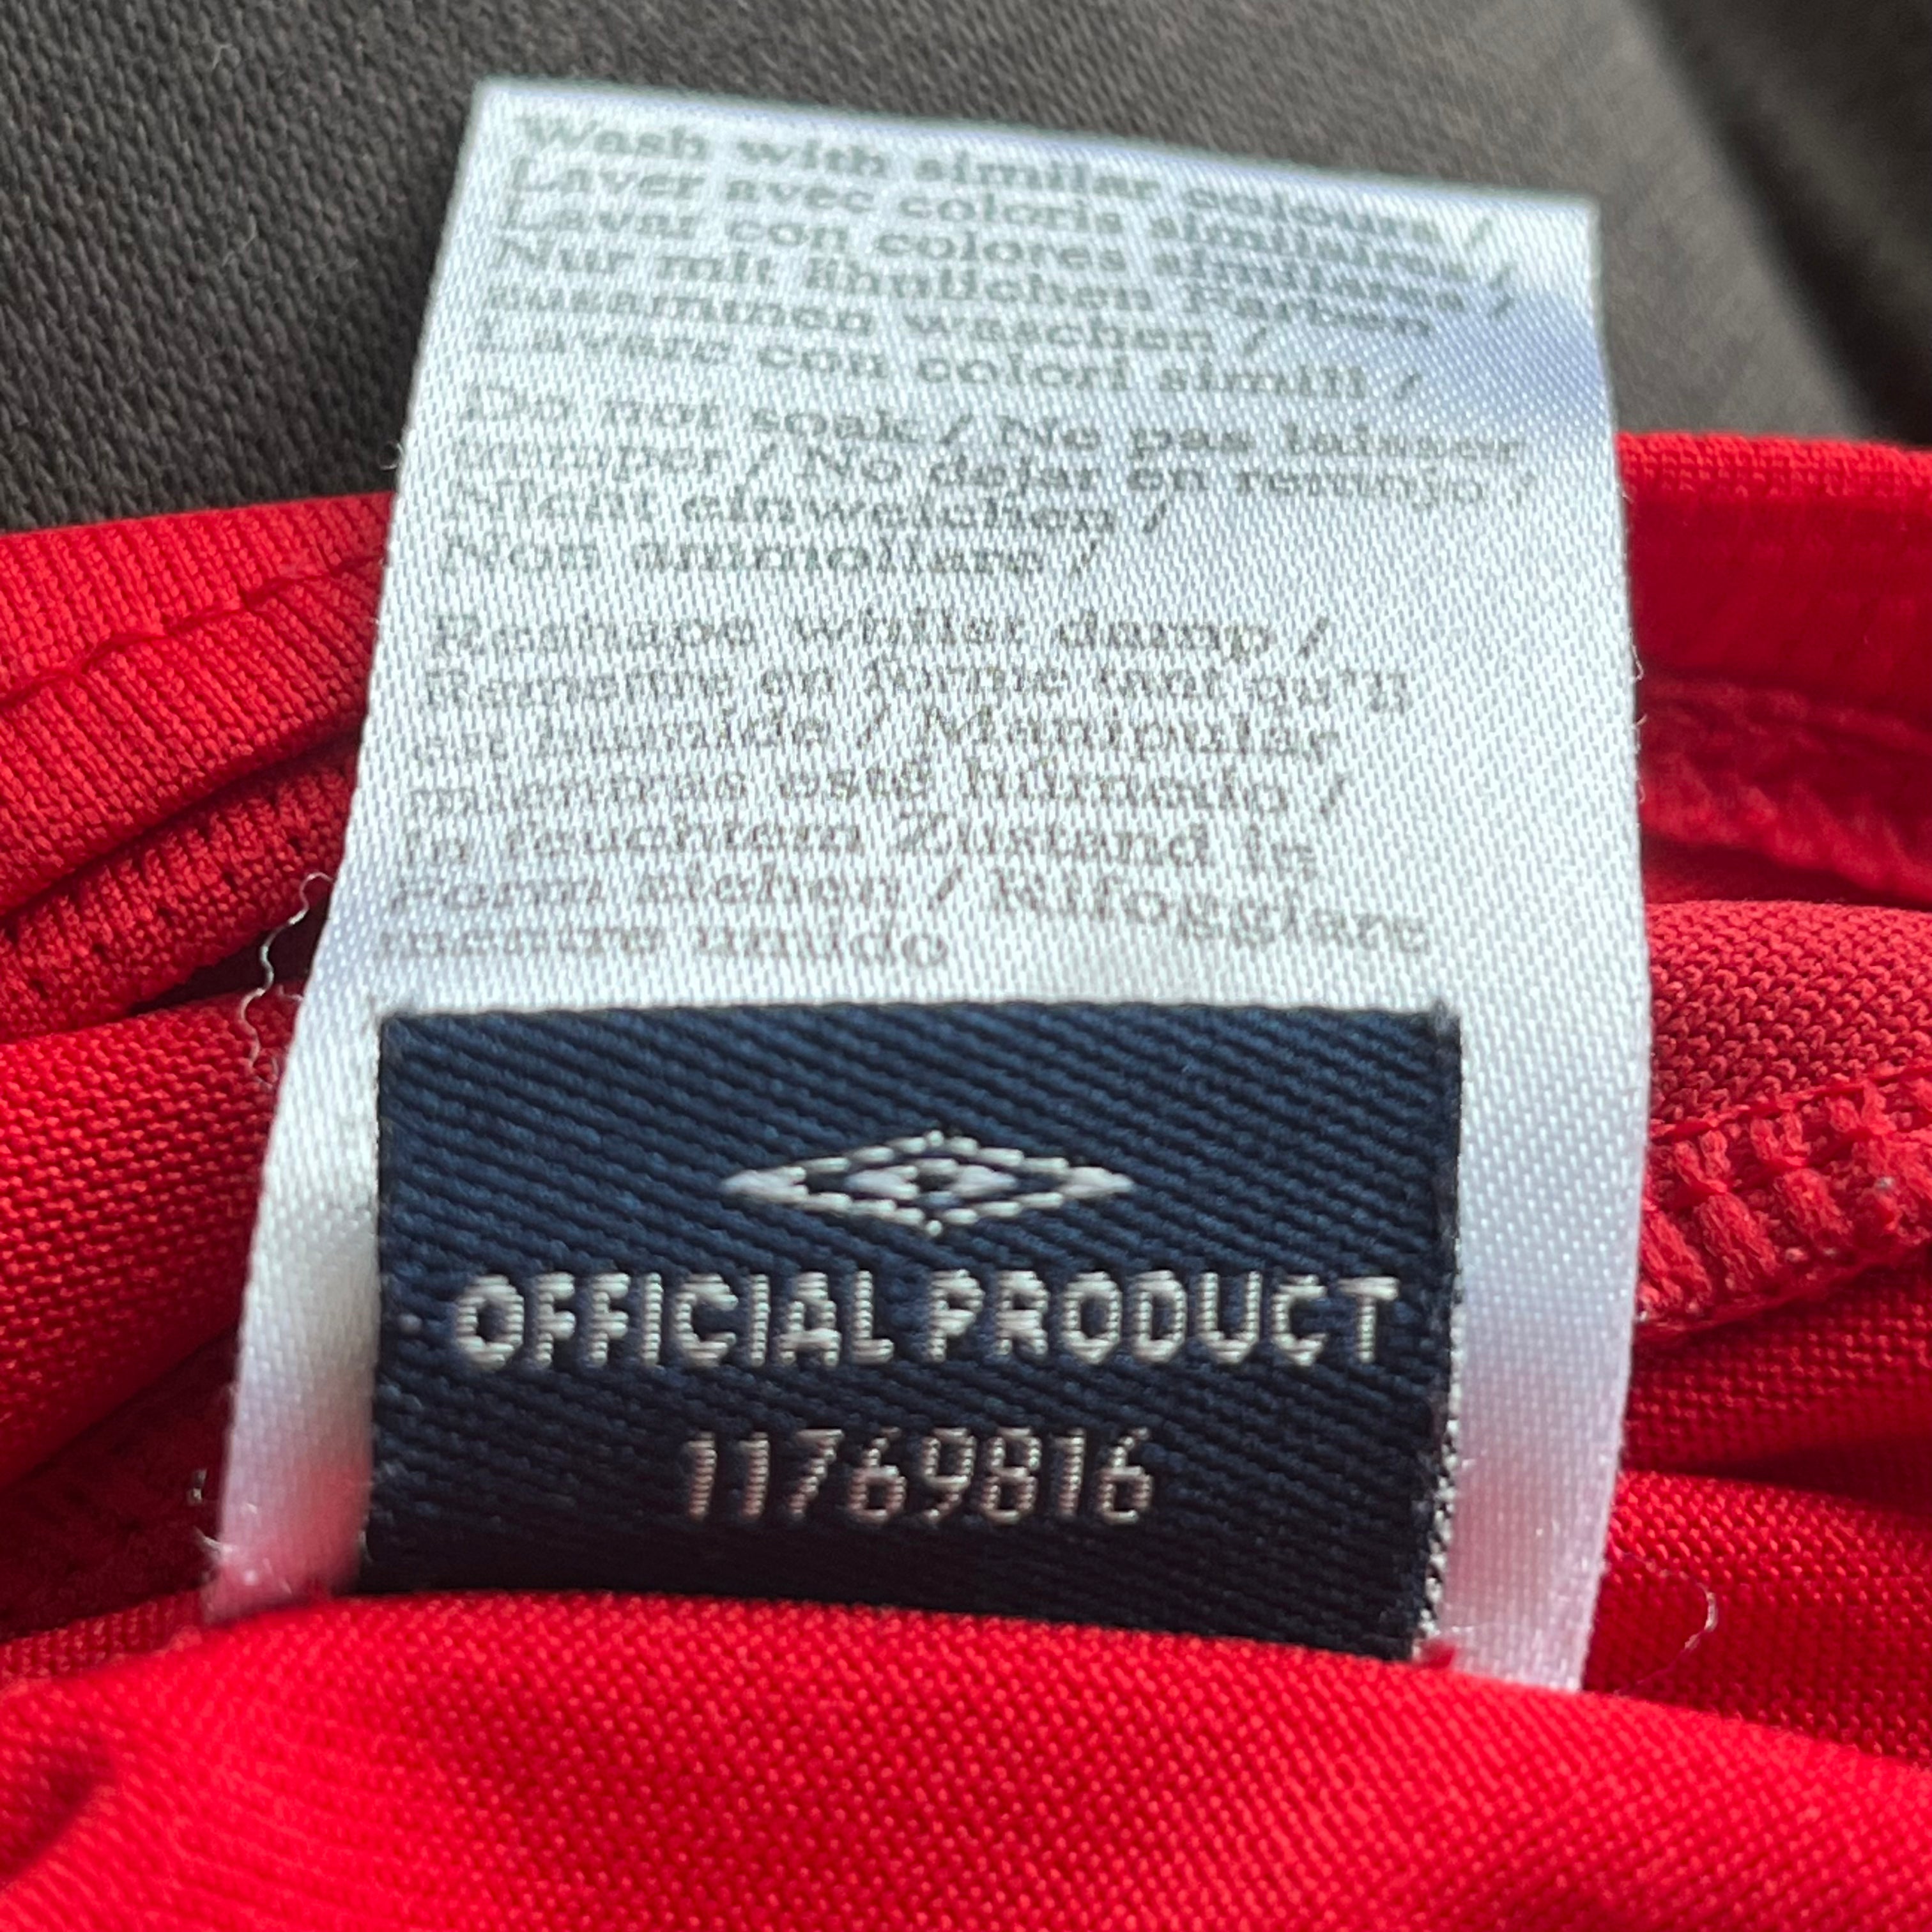 Wash with similar colours /
Laver avec coloris similaires /
Lavar con colores similares /
Nur mit ähnlichen Farben
zusammen waschen /
Lavare con colori simili /
Do not soak / Ne pas laisser
tremper / No dejar en remojo /
Nicht einweichen /
Non ammollare /
Reshape whilst damp /
Remettre en forme tant qu'il
est humide / Manipular
mientras esté húmedo /
In feuchtem Zustand in
Form ziehen / Rifoggiare
mentre umido
OFFICIAL PRODUCT
11769816